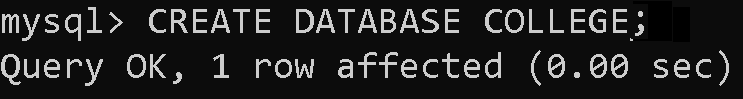 mysql> CREATE DATABASE COLLEGE;
Query OK, 1 row affected (0.00 sec)